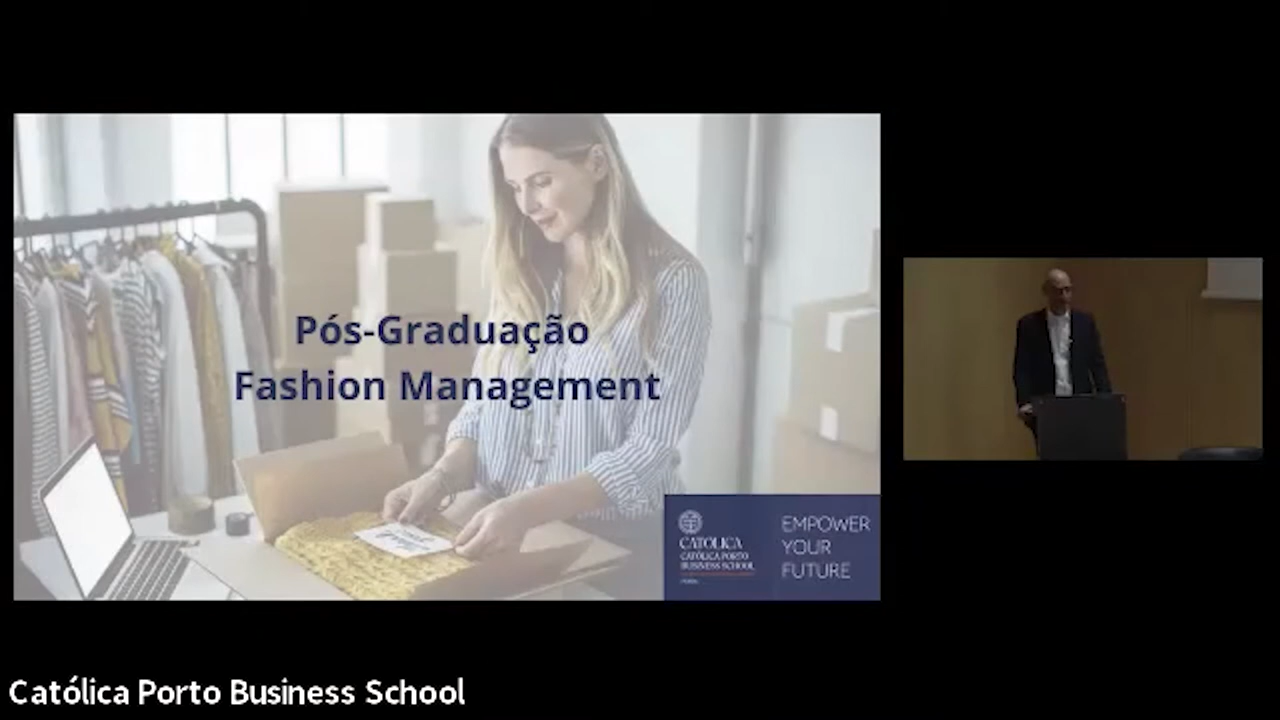 Pós-Graduação
Fashion Management
CATÓLICA
CATÓLICA PORTO
BUSINESS SCHOOL
EMPOWER
YOUR
FUTURE
Católica Porto Business School